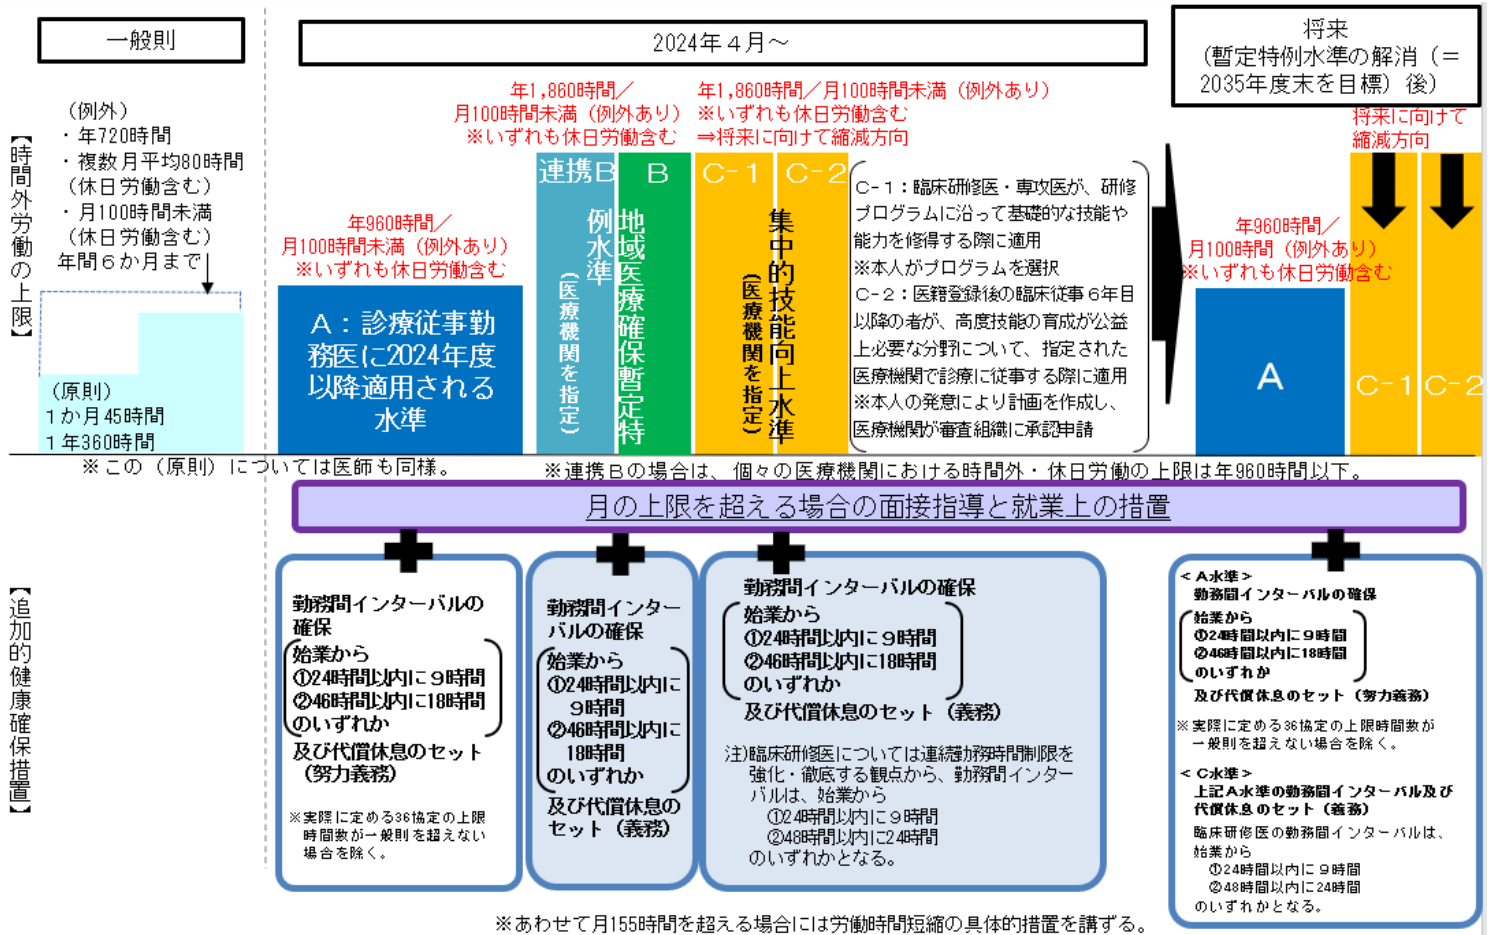 一般則
2024年４月～
将来
（暫定特例水準の解消（＝
2035年度末を目標）後）
【時間外労働の上限】
（例外）
・年720時間
・複数月平均80時間
（休日労働含む）
・月100時間未満
（休日労働含む）
年間６か月まで
（原則）
１か月45時間
１年360時間
※この（原則）については医師も同様。
年960時間／
月100時間未満（例外あり）
※いずれも休日労働含む
Ａ：診療従事勤
務医に2024年度
以降適用される
水準
年1,860時間／
月100時間未満（例外あり）
※いずれも休日労働含む
連携Ｂ
Ｂ
地域医療確保暫定特
例水準
（医療機関を指定）
年1,860時間／月100時間未満（例外あり）
※いずれも休日労働含む
⇒将来に向けて縮減方向
Ｃ-１
Ｃ-２
集中的技能向上水準
（医療機関を指定）
Ｃ-１：臨床研修医・専攻医が、研修
プログラムに沿って基礎的な技能や
能力を修得する際に適用
※本人がプログラムを選択
Ｃ-２：医籍登録後の臨床従事６年目
以降の者が、高度技能の育成が公益
上必要な分野について、指定された
医療機関で診療に従事する際に適用
※本人の発意により計画を作成し、
医療機関が審査組織に承認申請
年960時間／
月100時間（例外あり）
※いずれも休日労働含む
Ａ
将来に向けて
縮減方向
Ｃ-１
Ｃ-２
※連携Ｂの場合は、個々の医療機関における時間外・休日労働の上限は年960時間以下。
月の上限を超える場合の面接指導と就業上の措置
【追加的健康確保措置】
勤務間インターバルの
確保
始業から
①24時間以内に９時間
②46時間以内に18時間
のいずれか
及び代償休息のセット
（努力義務）
※実際に定める36協定の上限
時間数が一般則を超えない
場合を除く。
勤務間インター
バルの確保
始業から
①24時間以内に
９時間
②46時間以内に
18時間
のいずれか
及び代償休息の
セット（義務）
勤務間インターバルの確保
始業から
①24時間以内に９時間
②46時間以内に18時間
のいずれか
及び代償休息のセット（義務）
注)臨床研修医については連続勤務時間制限を
強化・徹底する観点から、勤務間インター
バルは、始業から
①24時間以内に９時間
②48時間以内に24時間
のいずれかとなる。
＜Ａ水準＞
勤務間インターバルの確保
始業から
①24時間以内に９時間
②46時間以内に18時間
のいずれか
及び代償休息のセット（努力義務）
※実際に定める36協定の上限時間数が
一般則を超えない場合を除く。
＜Ｃ水準＞
上記Ａ水準の勤務間インターバル及び
代償休息のセット（義務）
臨床研修医の勤務間インターバルは、
始業から
①24時間以内に９時間
②48時間以内に24時間
のいずれかとなる。
※あわせて月155時間を超える場合には労働時間短縮の具体的措置を講ずる。